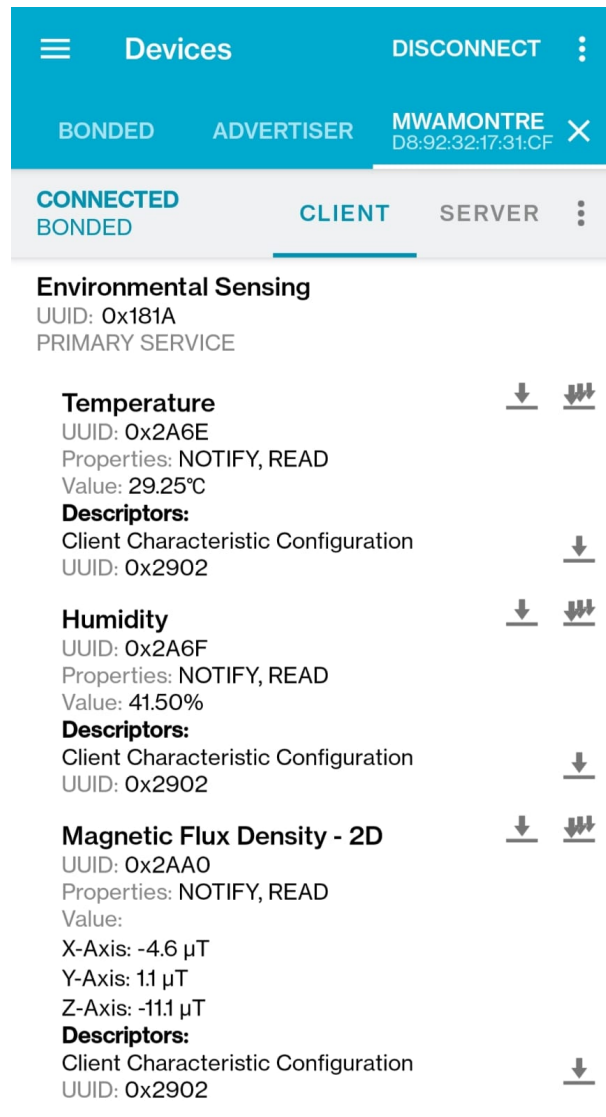 Devices
DISCONNECT
BONDED
ADVERTISER
MWAMONTRE
D8:92:32:17:31:CF
CONNECTED
BONDED
CLIENT
SERVER
Environmental Sensing
UUID: 0x181A
PRIMARY SERVICE
Temperature
UUID: 0x2A6E
Properties: NOTIFY, READ
Value: 29.25°C
Descriptors:
Client Characteristic Configuration
UUID: 0x2902
Humidity
UUID: 0x2A6F
Properties: NOTIFY, READ
Value: 41.50%
Descriptors:
Client Characteristic Configuration
UUID: 0x2902
Magnetic Flux Density - 2D
UUID: 0x2AA0
Properties: NOTIFY, READ
Value:
X-Axis: -4.6 µT
Y-Axis: 1.1 µT
Z-Axis: -11.1 µT
Descriptors:
Client Characteristic Configuration
UUID: 0x2902